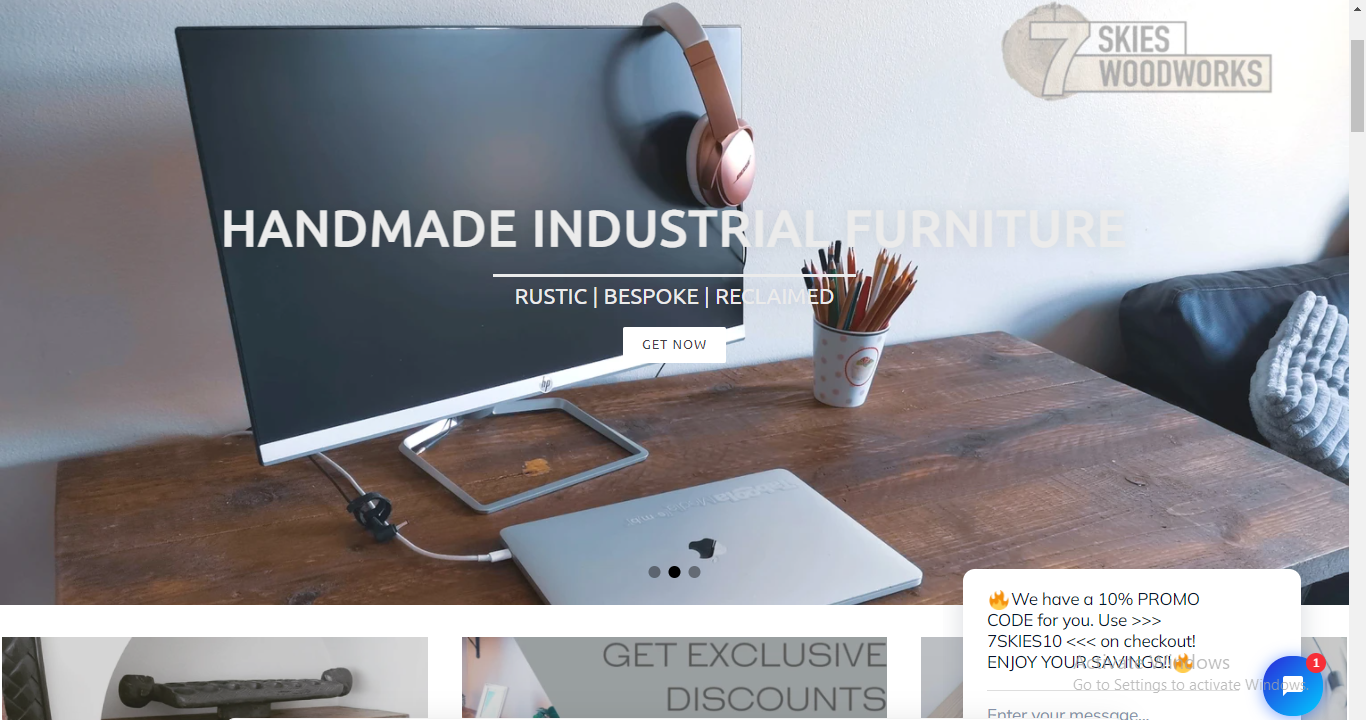 7 SKIES
WOODWORKS
HANDMADE INDUSTRIAL FURNITURE
RUSTIC | BESPOKE | RECLAIMED
GET NOW
hp
GET EXCLUSIVE
DISCOUNTS
🔥We have a 10% PROMO
CODE for you. Use >>>
7SKIES10 <<< on checkout!
ENJOY YOUR SAVINGS!!🔥
1
Activate Windows
Go to Settings to activate Windows.
Enter your message...